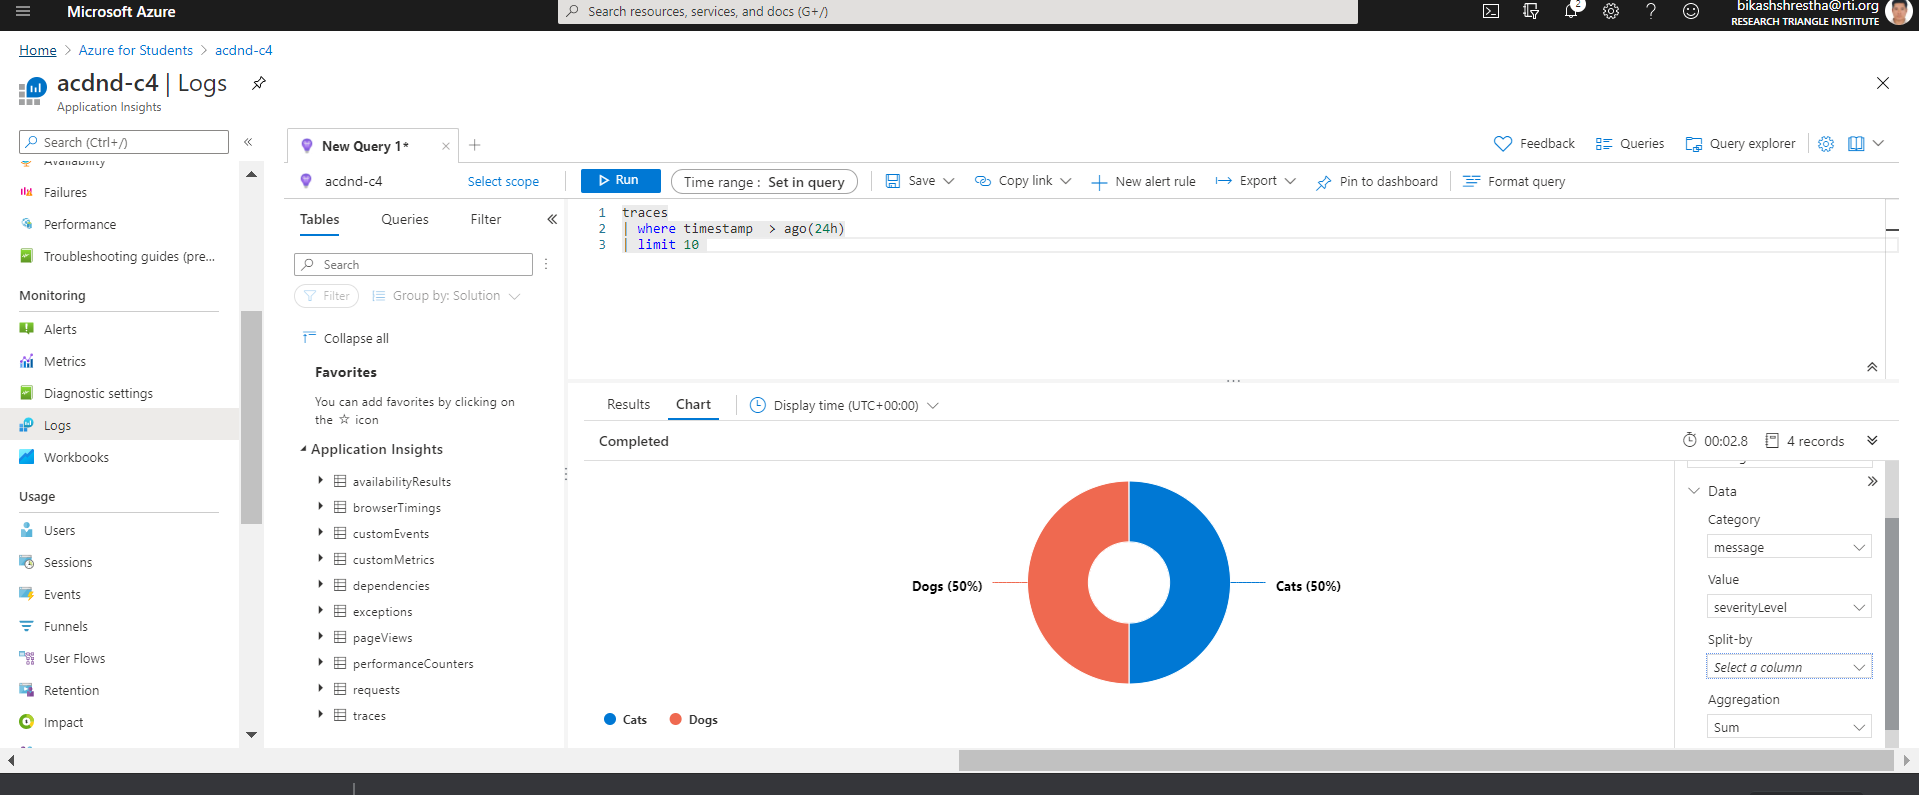 Microsoft Azure
Search resources, services, and docs (G+/)
2
bikashshrestha@rti.org
RESEARCH TRIANGLE INSTITUTE
Home > Azure for Students > acdnd-c4
acdnd-c4 | Logs
Application Insights
Search (Ctrl+/)
Availability
Failures
Performance
Troubleshooting guides (pre...
Monitoring
Alerts
Metrics
Diagnostic settings
Logs
Workbooks
Usage
Users
Sessions
Events
Funnels
User Flows
Retention
Impact
New Query 1*
Feedback
Queries
Query explorer
acdnd-c4
Select scope
Run
Time range : Set in query
Save
Copy link
New alert rule
Export
Pin to dashboard
Format query
Tables
Queries
Filter
Search
Filter
Group by: Solution
Collapse all
Favorites
You can add favorites by clicking on
the ☆ icon
Application Insights
availabilityResults
browserTimings
customEvents
customMetrics
dependencies
exceptions
pageViews
performanceCounters
requests
traces
1 traces
2 | where timestamp > ago(24h)
3 | limit 10
Results
Chart
Display time (UTC+00:00)
Completed
00:02.8
4 records
Dogs (50%)
Cats (50%)
Cats
Dogs
Data
Category
message
Value
severityLevel
Split-by
Select a column
Aggregation
Sum